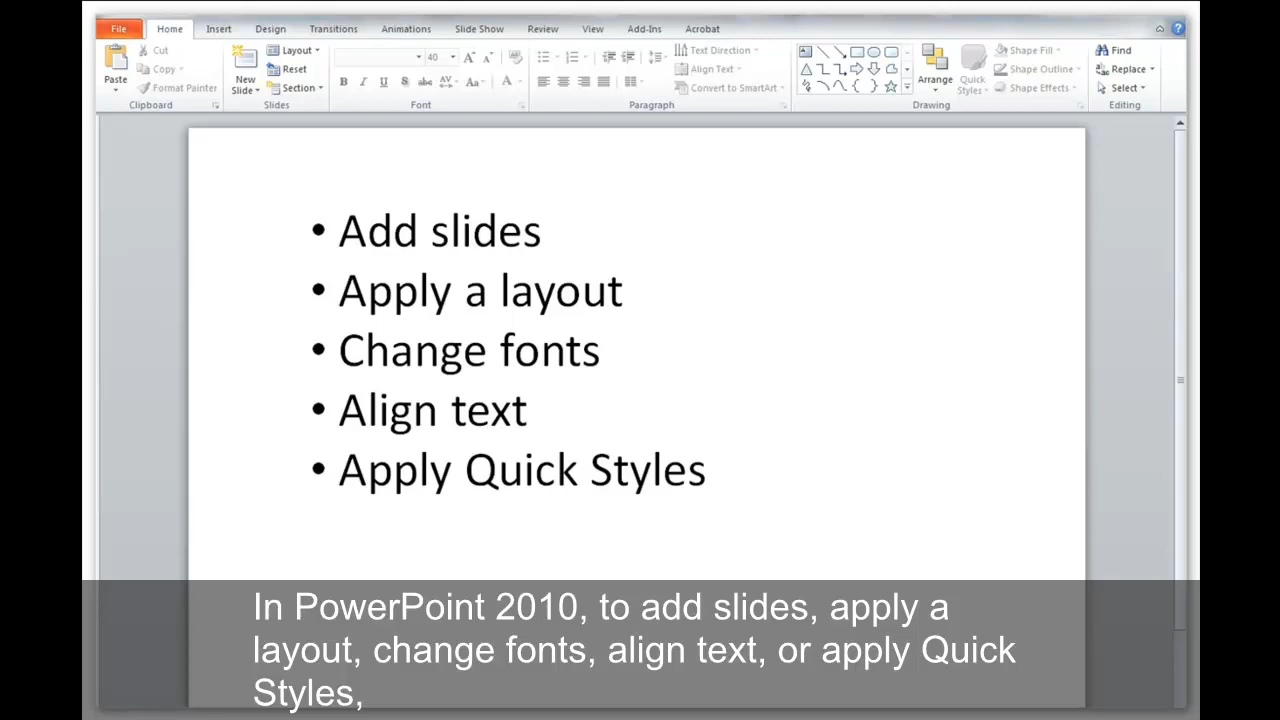 File Home Insert Design Transitions Animations Slide Show Review View Add-Ins Acrobat
Paste
Cut
Copy
Format Painter
Clipboard
New
Slide
Layout
Reset
Section
Slides
40
Font
Text Direction
Align Text
Convert to SmartArt
Paragraph
Arrange
Quick
Styles
Shape Fill
Shape Outline
Shape Effects
Drawing
Find
Replace
Select
Editing
• Add slides
• Apply a layout
• Change fonts
• Align text
• Apply Quick Styles
In PowerPoint 2010, to add slides, apply a
layout, change fonts, align text, or apply Quick
Styles,